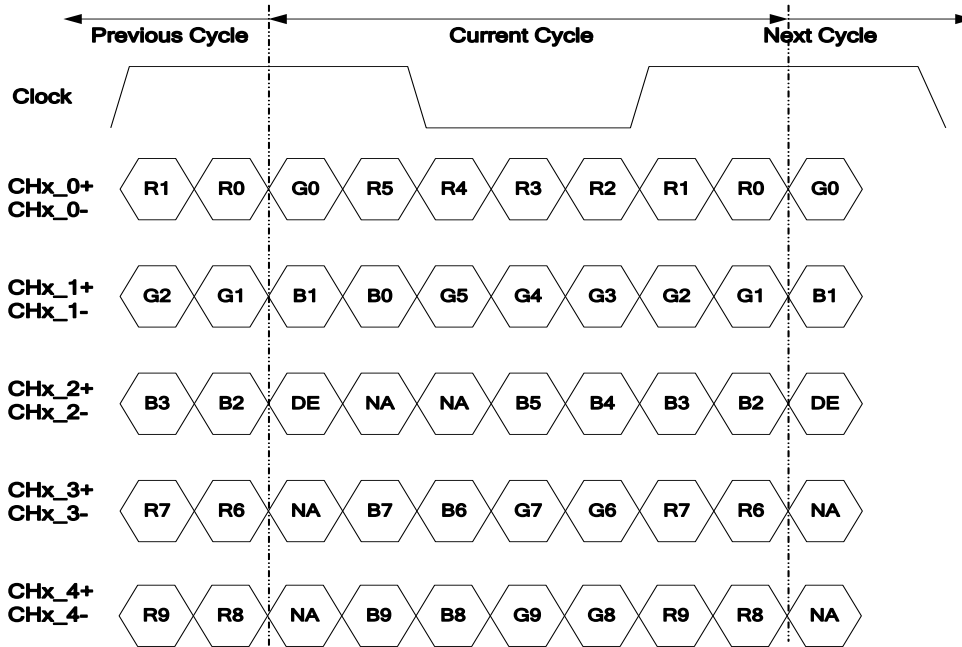 Previous Cycle Current Cycle Next Cycle
Clock
CHx_0+ R1 R0 G0 R5 R4 R3 R2 R1 R0 G0
CHx_0-
CHx_1+ G2 G1 B1 B0 G5 G4 G3 G2 G1 B1
CHx_1-
CHx_2+ B3 B2 DE NA NA B5 B4 B3 B2 DE
CHx_2-
CHx_3+ R7 R6 NA B7 B6 G7 G6 R7 R6 NA
CHx_3-
CHx_4+ R9 R8 NA B9 B8 G9 G8 R9 R8 NA
CHx_4-